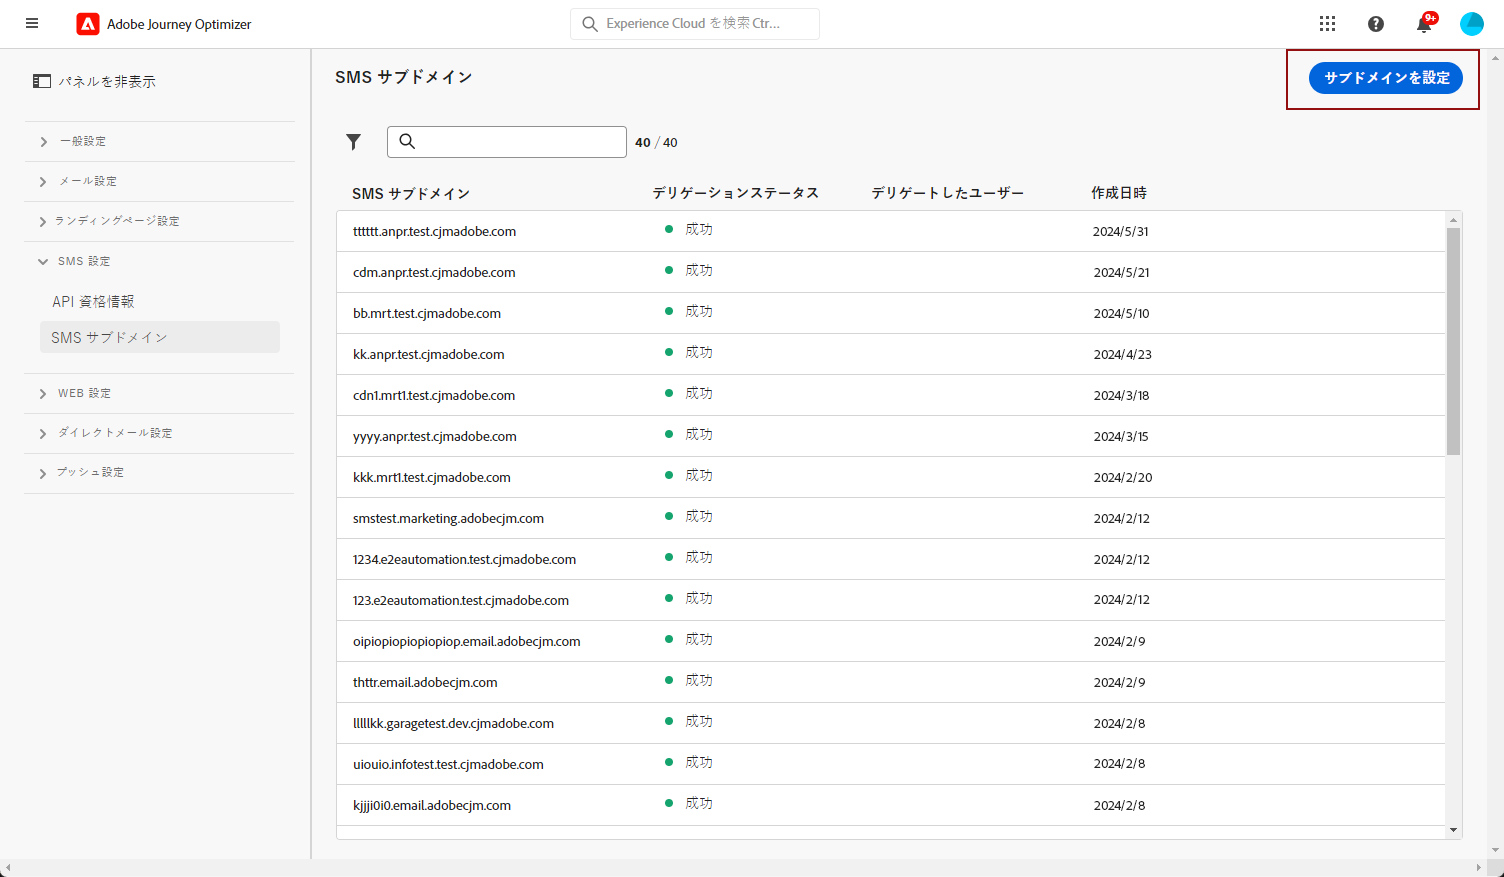 Adobe Journey Optimizer
Experience Cloud を検索 Ctr...
9+
パネルを非表示
一般設定
メール設定
ランディングページ設定
SMS 設定
API 資格情報
SMS サブドメイン
WEB 設定
ダイレクトメール設定
プッシュ設定
SMS サブドメイン
サブドメインを設定
40 / 40
SMS サブドメイン デリゲーションステータス デリゲートしたユーザー 作成日時
tttttt.anpr.test.cjmadobe.com 成功 2024/5/31
cdm.anpr.test.cjmadobe.com 成功 2024/5/21
bb.mrt.test.cjmadobe.com 成功 2024/5/10
kk.anpr.test.cjmadobe.com 成功 2024/4/23
cdn1.mrt1.test.cjmadobe.com 成功 2024/3/18
yyyy.anpr.test.cjmadobe.com 成功 2024/3/15
kkk.mrt1.test.cjmadobe.com 成功 2024/2/20
smstest.marketing.adobecjm.com 成功 2024/2/12
1234.e2eautomation.test.cjmadobe.com 成功 2024/2/12
123.e2eautomation.test.cjmadobe.com 成功 2024/2/12
oipiopiopiopiopiop.email.adobecjm.com 成功 2024/2/9
thttr.email.adobecjm.com 成功 2024/2/9
lllllkk.garagetest.dev.cjmadobe.com 成功 2024/2/8
uiouio.infotest.test.cjmadobe.com 成功 2024/2/8
kjjji0i0.email.adobecjm.com 成功 2024/2/8